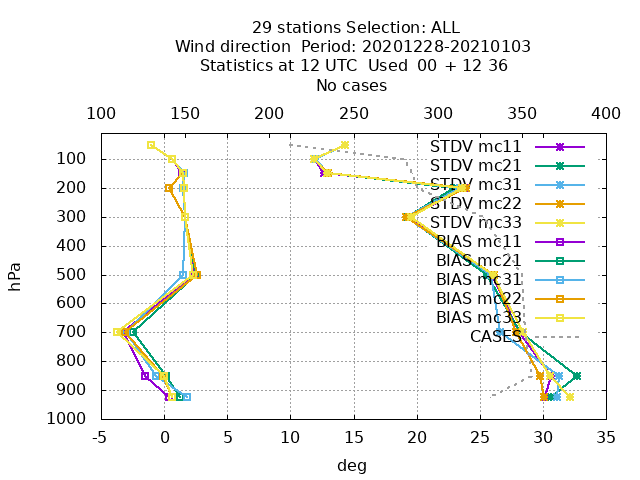 29 stations Selection: ALL
Wind direction  Period: 20201228-20210103
Statistics at 12 UTC  Used  00 + 12 36
No cases
100 150 200 250 300 350 400
STDV mc11
STDV mc21
STDV mc31
STDV mc22
STDV mc33
BIAS mc11
BIAS mc21
BIAS mc31
BIAS mc22
BIAS mc33
CASES
100
200
300
400
500
600
700
800
900
1000
hPa
-5 0 5 10 15 20 25 30 35
deg